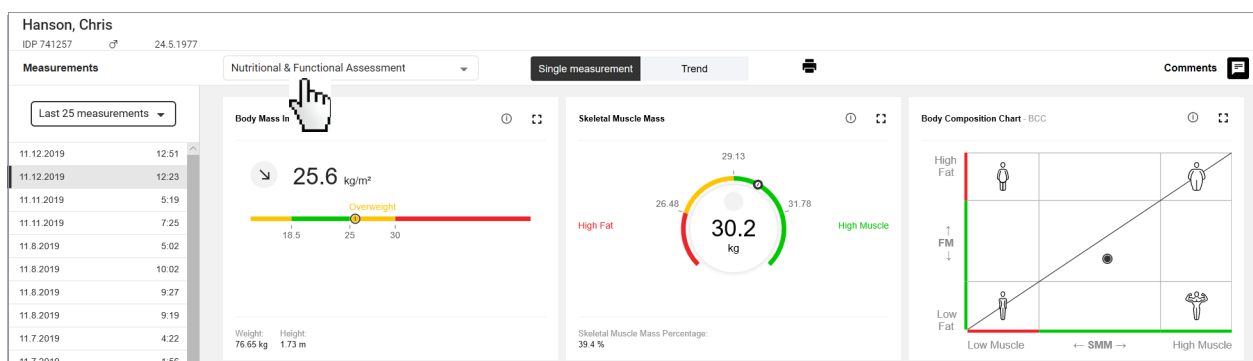 Hanson, Chris
IDP 741257 ♂ 24.5.1977
Measurements
Nutritional & Functional Assessment
Single measurement Trend
Comments
Last 25 measurements
11.12.2019 12:51
11.12.2019 12:23
11.11.2019 5:19
11.11.2019 7:25
11.8.2019 5:02
11.8.2019 10:02
11.8.2019 9:27
11.8.2019 9:19
11.7.2019 4:22
11.7.2019 1:56
Body Mass In
25.6 kg/m²
Overweight
18.5 25 30
Weight: Height:
76.65 kg 1.73 m
Skeletal Muscle Mass
29.13
26.48 31.78
High Fat 30.2 High Muscle
kg
Skeletal Muscle Mass Percentage:
39.4 %
Body Composition Chart - BCC
High
Fat
↑
FM
↓
Low
Fat
Low Muscle ← SMM → High Muscle